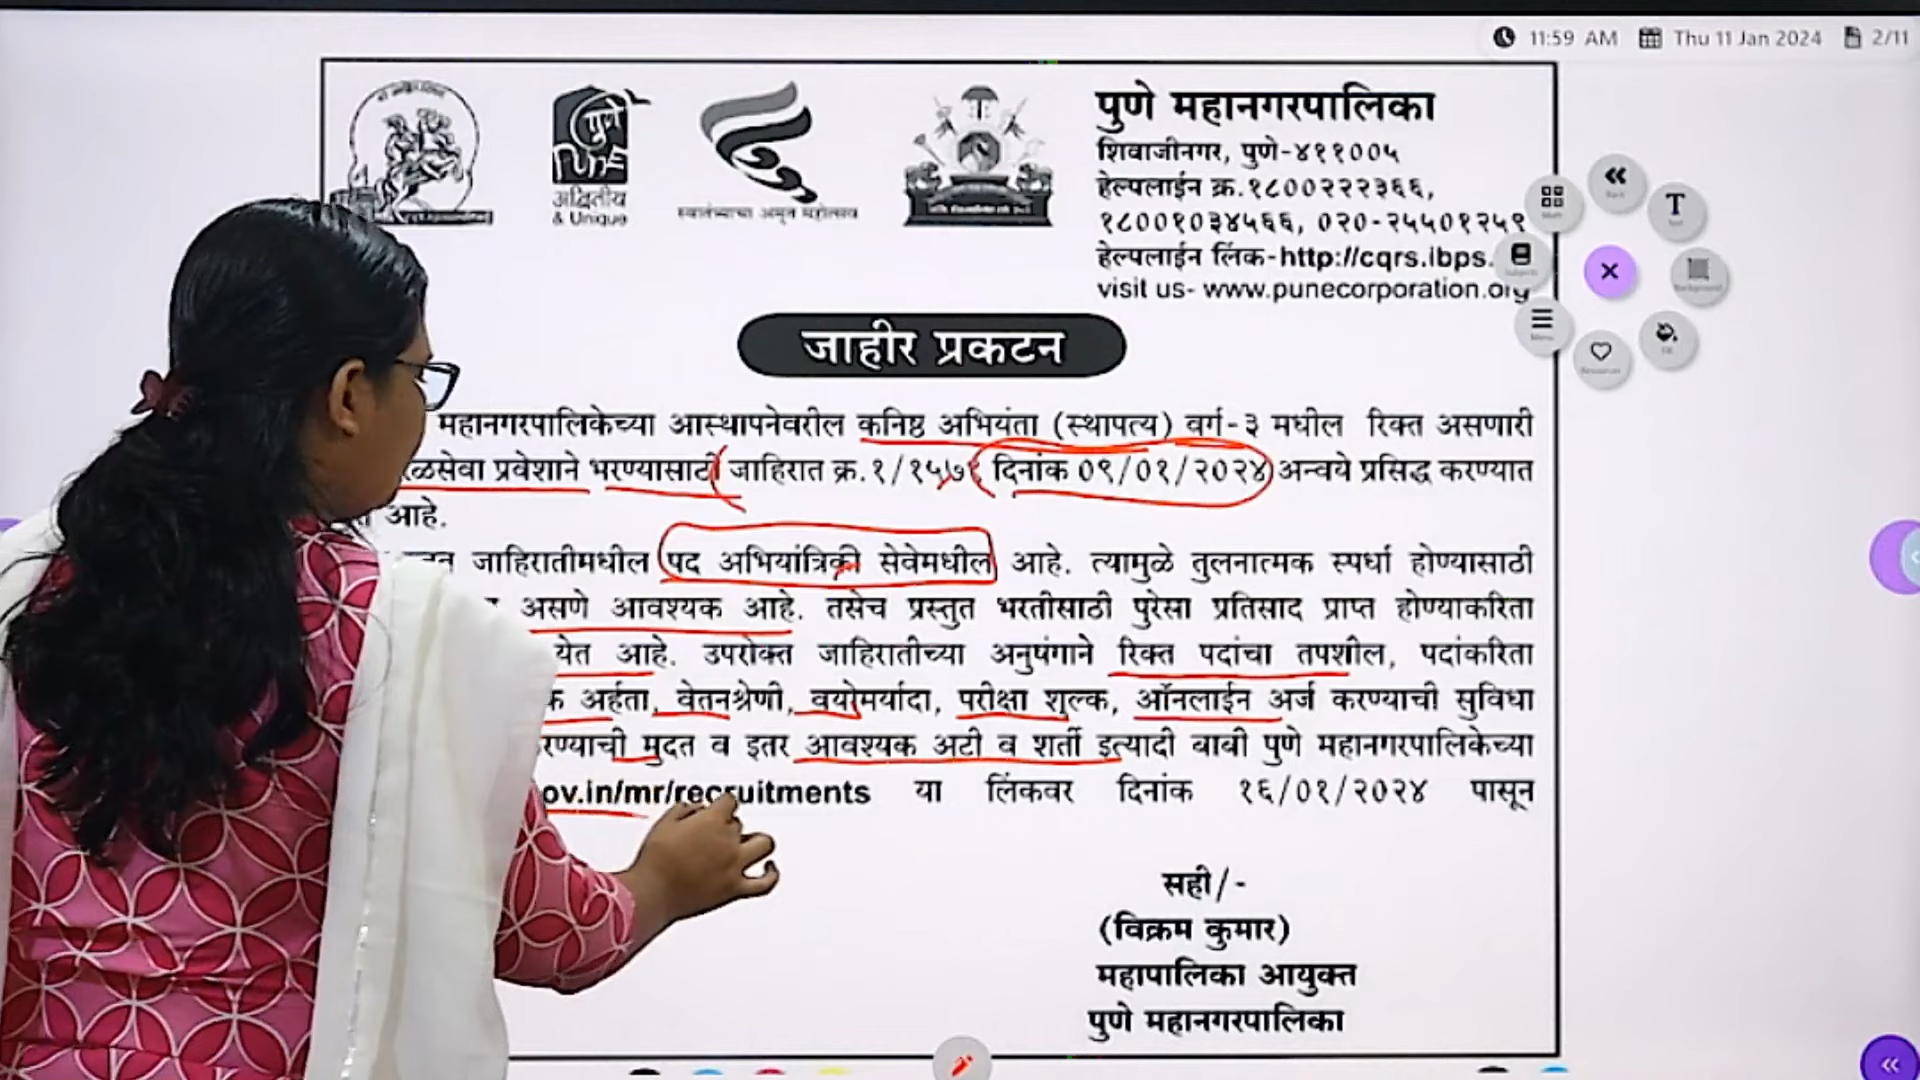 11:59 AM Thu 11 Jan 2024 2/11
पुणे महानगरपालिका
शिवाजीनगर, पुणे-४११००५
हेल्पलाईन क्र.१८००२२२३६६,
१८००१०३४५६६, ०२०-२५५०१२५९
हेल्पलाईन लिंक-http://cqrs.ibps.
visit us- www.punecorporation.org
पुणे
PUNE
अद्वितीय
& Unique
स्वातंत्र्याचा अमृत महोत्सव
जाहीर प्रकटन
महानगरपालिकेच्या आस्थापनेवरील कनिष्ठ अभियंता (स्थापत्य) वर्ग-३ मधील रिक्त असणारी
सेवा प्रवेशाने भरण्यासाठी जाहिरात क्र.१/१५७ दिनांक ०९/०१/२०२४ अन्वये प्रसिद्ध करण्यात
आहे.
जाहिरातीमधील पद अभियांत्रिकी सेवेमधील आहे. त्यामुळे तुलनात्मक स्पर्धा होण्यासाठी
असणे आवश्यक आहे. तसेच प्रस्तुत भरतीसाठी पुरेसा प्रतिसाद प्राप्त होण्याकरिता
येत आहे. उपरोक्त जाहिरातीच्या अनुषंगाने रिक्त पदांचा तपशील, पदांकरिता
अर्हता, वेतनश्रेणी, वयोमर्यादा, परीक्षा शुल्क, ऑनलाईन अर्ज करण्याची सुविधा
रण्याची मुदत व इतर आवश्यक अटी व शर्ती इत्यादी बाबी पुणे महानगरपालिकेच्या
ov.in/mr/recruitments या लिंकवर दिनांक १६/०१/२०२४ पासून
सही/-
(विक्रम कुमार)
महापालिका आयुक्त
पुणे महानगरपालिका